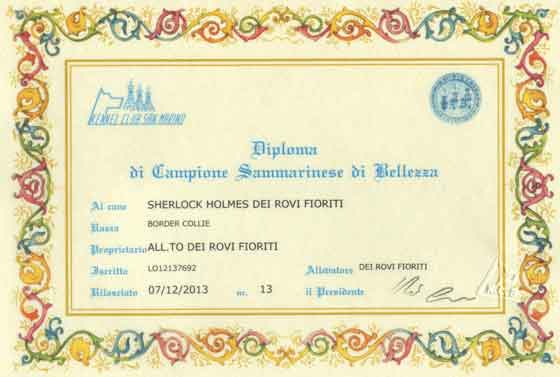 KENNEL CLUB SAN MARINO
Diploma
di Campione Sammarinese di Bellezza
Al cane SHERLOCK HOLMES DEI ROVI FIORITI
Razza BORDER COLLIE
Proprietario ALL.TO DEI ROVI FIORITI
Iscritto LO12137692 Allevatore DEI ROVI FIORITI
Rilasciato 07/12/2013 nr. 13 il Presidente